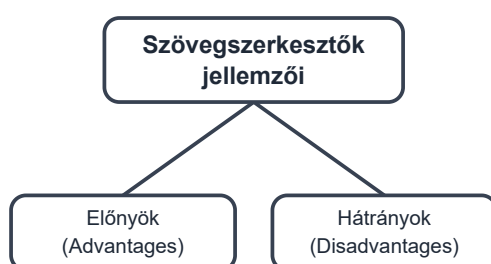 Szövegszerkesztők
jellemzői
Előnyök
(Advantages)
Hátrányok
(Disadvantages)